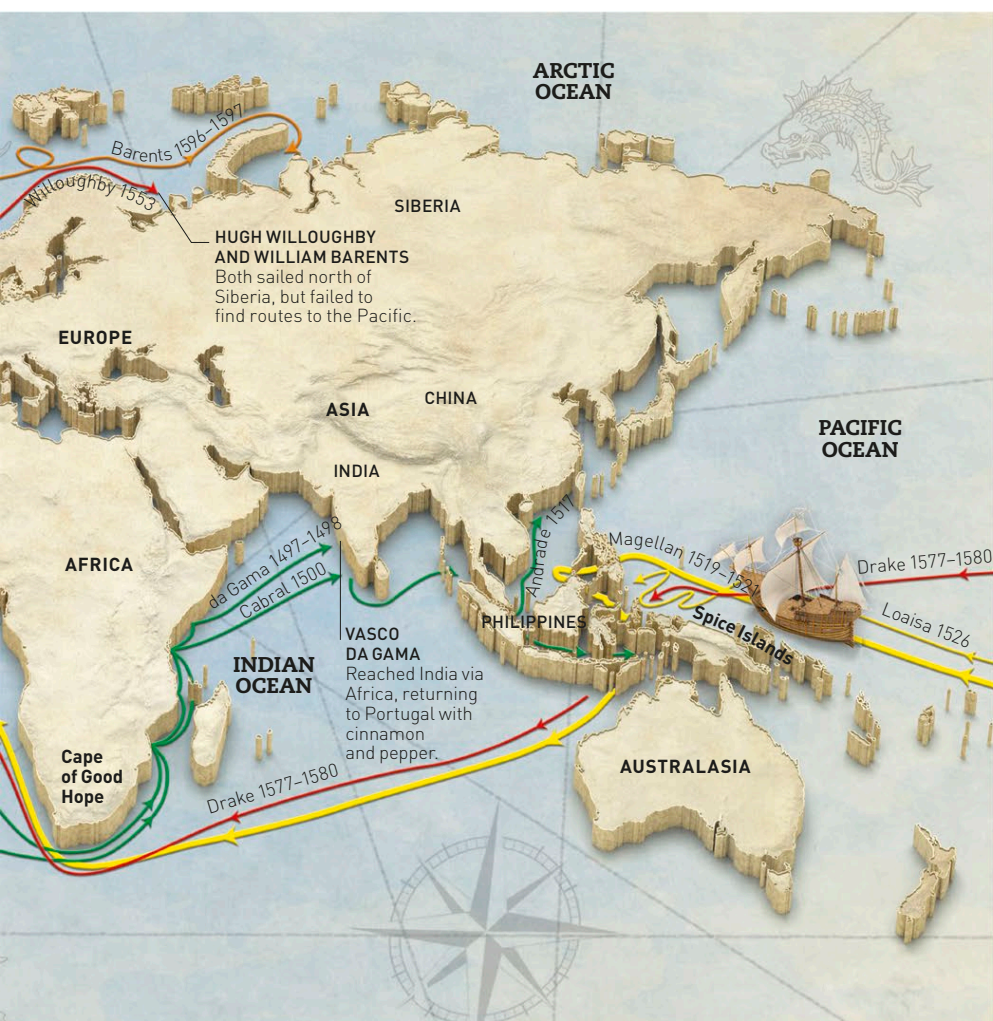 ARCTIC
OCEAN
Barents 1596–1597
Willoughby 1553
SIBERIA
HUGH WILLOUGHBY
AND WILLIAM BARENTS
Both sailed north of
Siberia, but failed to
find routes to the Pacific.
EUROPE
ASIA
CHINA
PACIFIC
OCEAN
INDIA
AFRICA
da Gama 1497–1498
Cabral 1500
Andrade 1517
Magellan 1519–1521
Drake 1577–1580
Loaisa 1526
PHILIPPINES
Spice Islands
VASCO
DA GAMA
Reached India via
Africa, returning
to Portugal with
cinnamon
and pepper.
INDIAN
OCEAN
Cape
of Good
Hope
Drake 1577–1580
AUSTRALASIA